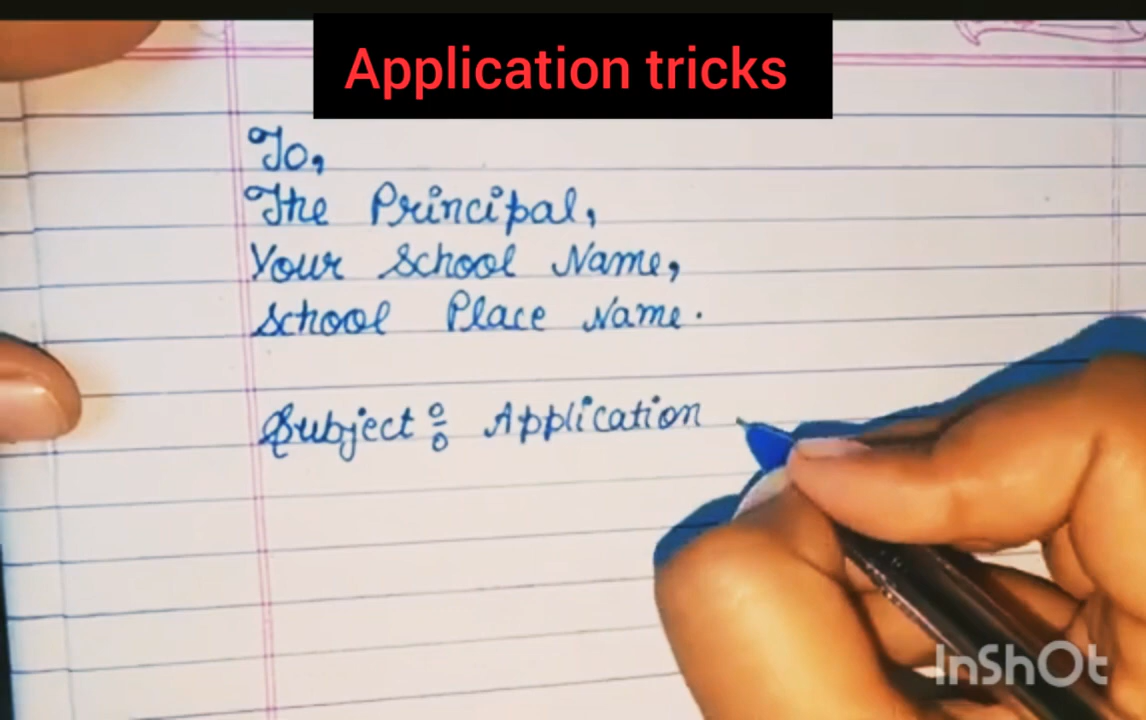 Application tricks
To,
The Principal,
Your School Name,
School Place Name.
Subject : Application
InShOt